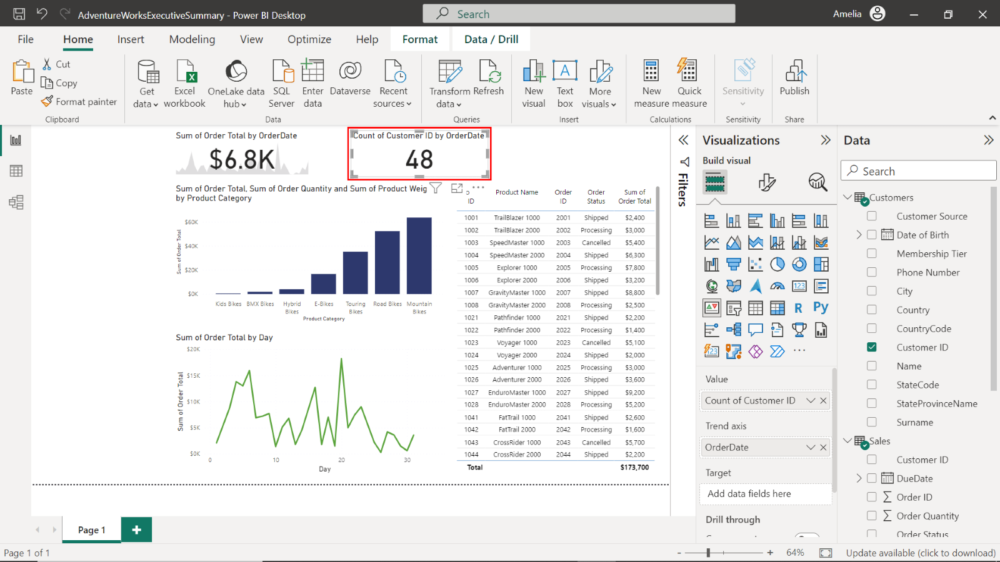 AdventureWorksExecutiveSummary - Power BI Desktop
Search
Amelia
File Home Insert Modeling View Optimize Help Format Data / Drill
Paste
Cut
Copy
Format painter
Clipboard
Get data
Excel workbook
OneLake data hub
SQL Server
Enter data
Dataverse
Recent sources
Data
Transform data
Refresh
Queries
New visual
Text box
More visuals
Insert
New measure
Quick measure
Calculations
Sensitivity
Sensitivity
Publish
Share
Sum of Order Total by OrderDate
$6.8K
Count of Customer ID by OrderDate
48
Sum of Order Total, Sum of Order Quantity and Sum of Product Weig
by Product Category
Sum of Order Total
$60K
$40K
$20K
$0K
Kids Bikes BMX Bikes Hybrid Bikes E-Bikes Touring Bikes Road Bikes Mountain Bikes
Product Category
Sum of Order Total by Day
Sum of Order Total
$20K
$15K
$10K
$5K
$0K
0 10 20 30
Day
ID Product Name Order ID Order Status Sum of Order Total
1001 TrailBlazer 1000 2001 Shipped $2,400
1002 TrailBlazer 2000 2002 Processing $3,000
1003 SpeedMaster 1000 2003 Cancelled $5,400
1004 SpeedMaster 2000 2004 Shipped $6,300
1005 Explorer 1000 2005 Processing $7,800
1006 Explorer 2000 2006 Shipped $3,200
1007 GravityMaster 1000 2007 Shipped $8,800
1008 GravityMaster 2000 2008 Processing $2,500
1021 Pathfinder 1000 2021 Shipped $2,200
1022 Pathfinder 2000 2022 Processing $1,400
1023 Voyager 1000 2023 Cancelled $5,100
1024 Voyager 2000 2024 Shipped $2,000
1025 Adventurer 1000 2025 Processing $3,000
1026 Adventurer 2000 2026 Shipped $3,600
1027 EnduroMaster 1000 2027 Shipped $9,200
1028 EnduroMaster 2000 2028 Processing $5,200
1041 FatTrail 1000 2041 Shipped $2,600
1042 FatTrail 2000 2042 Processing $1,600
1043 CrossRider 1000 2043 Cancelled $5,700
1044 CrossRider 2000 2044 Shipped $2,200
Total $173,700
Filters
Visualizations
Build visual
123
R
Py
123
Value
Count of Customer ID
Trend axis
OrderDate
Target
Add data fields here
Drill through
Data
Search
Customers
Customer Source
Date of Birth
Membership Tier
Phone Number
City
Country
CountryCode
Customer ID
Name
StateCode
StateProvinceName
Surname
Sales
Customer ID
DueDate
Order ID
Order Quantity
Order Status
Page 1
Page 1 of 1
- + 64%
Update available (click to download)